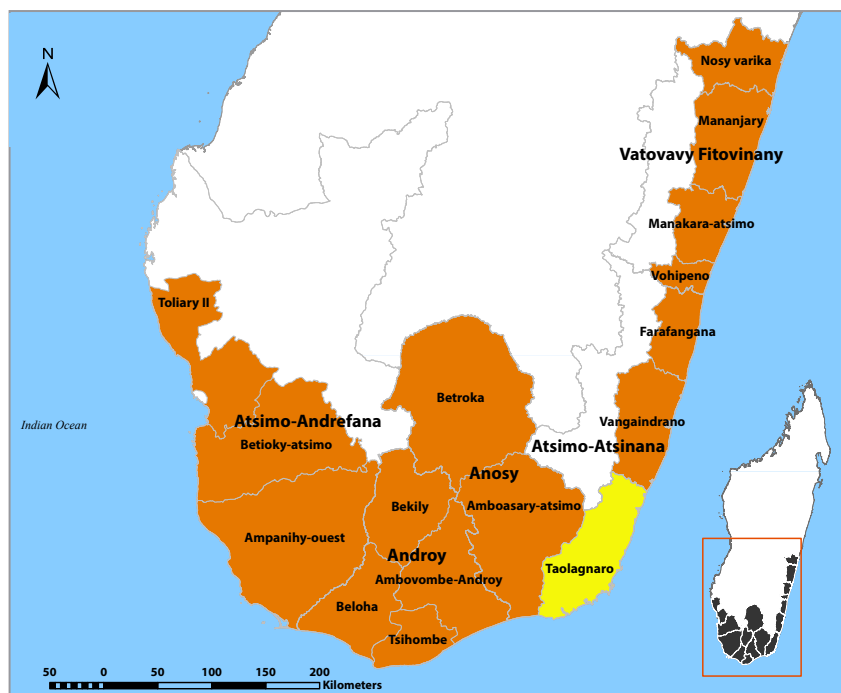 N
Nosy varika
Mananjary
Vatovavy Fitovinany
Manakara-atsimo
Vohipeno
Toliary II
Farafangana
Betroka
Atsimo-Andrefana
Vangaindrano
Indian Ocean
Betioky-atsimo
Atsimo-Atsinana
Anosy
Bekily
Amboasary-atsimo
Ampanihy-ouest
Androy
Taolagnaro
Ambovombe-Androy
Beloha
Tsihombe
50 0 50 100 150 200
Kilometers